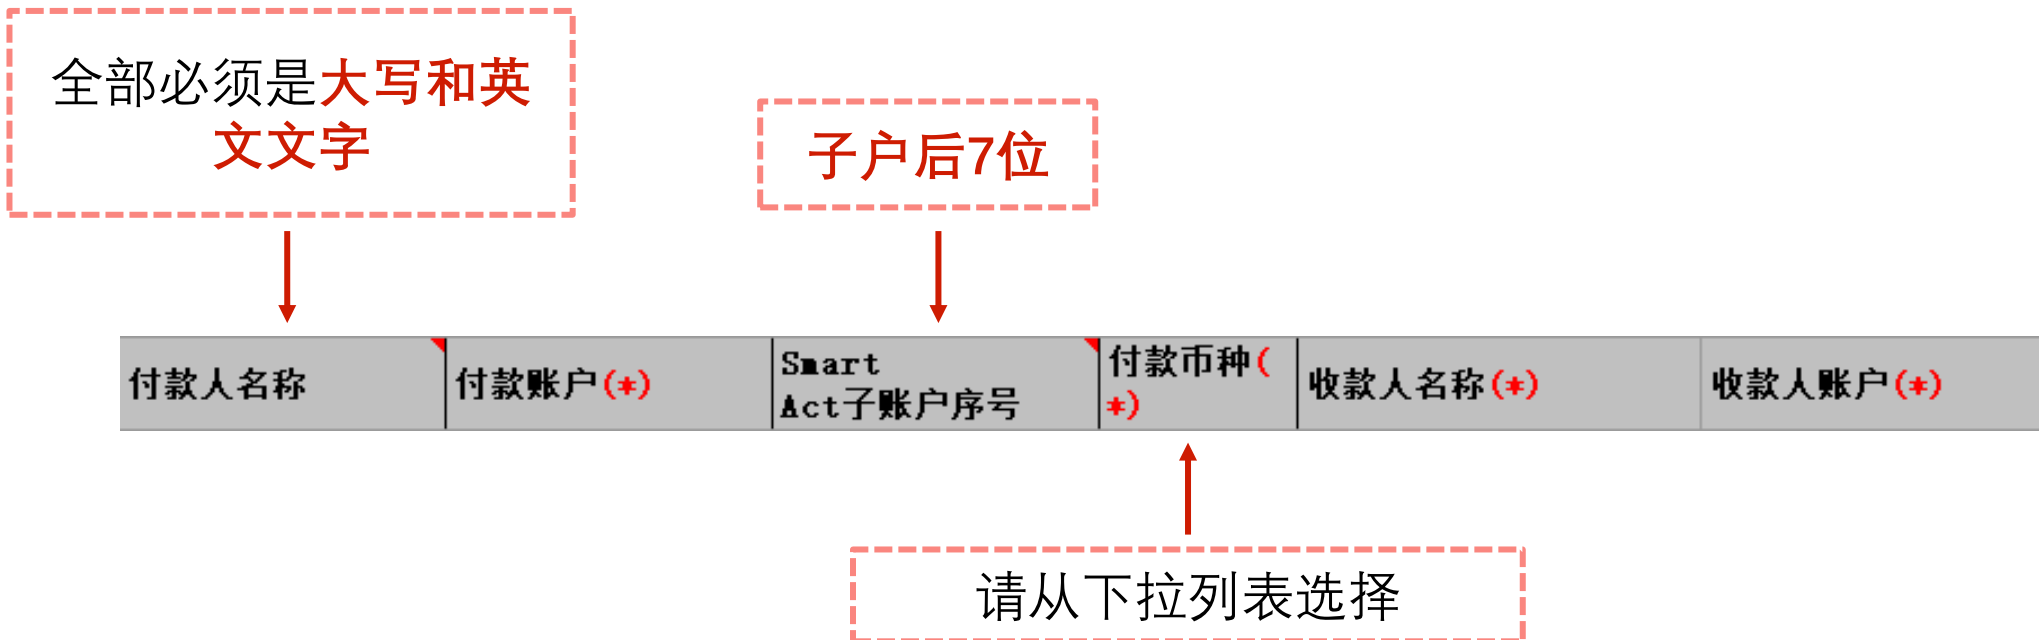 全部必须是大写和英
文文字
子户后7位
付款人名称
付款账户(*)
Smart
Act子账户序号
付款币种(
*)
收款人名称(*)
收款人账户(*)
请从下拉列表选择